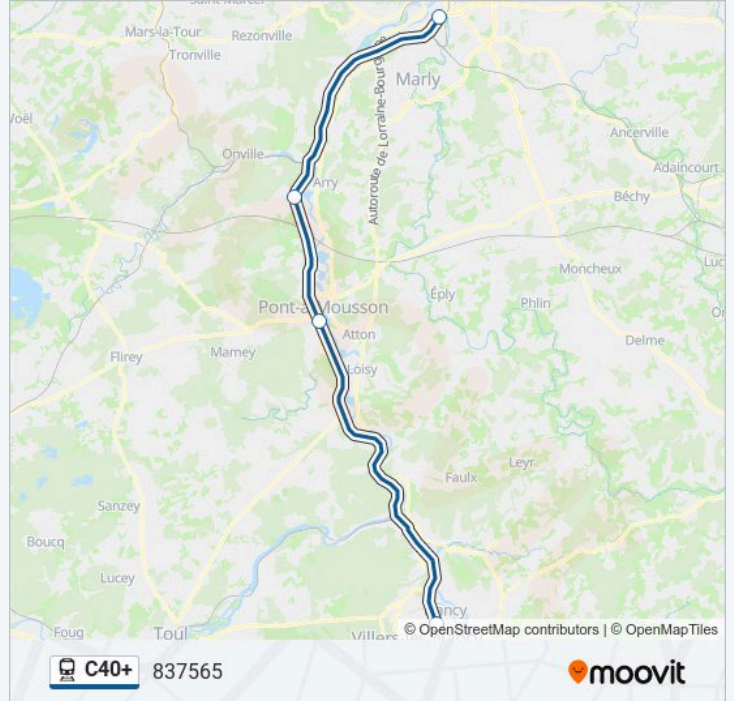 Mars-la-Tour
Rezonville
Tronville
Marly
Autoroute de Lorraine-Bourgogne
Ancerville
Onville
Adaincourt
Arry
Béchy
Moncheux
Éply
Phlin
Pont-à-Mousson
Atton
Delme
Flirey
Mamey
Loisy
Leyr
Faulx
Sanzey
Boucq
Lucey
Foug
Toul
© OpenStreetMap contributors | © OpenMapTiles
C40+
837565
moovit